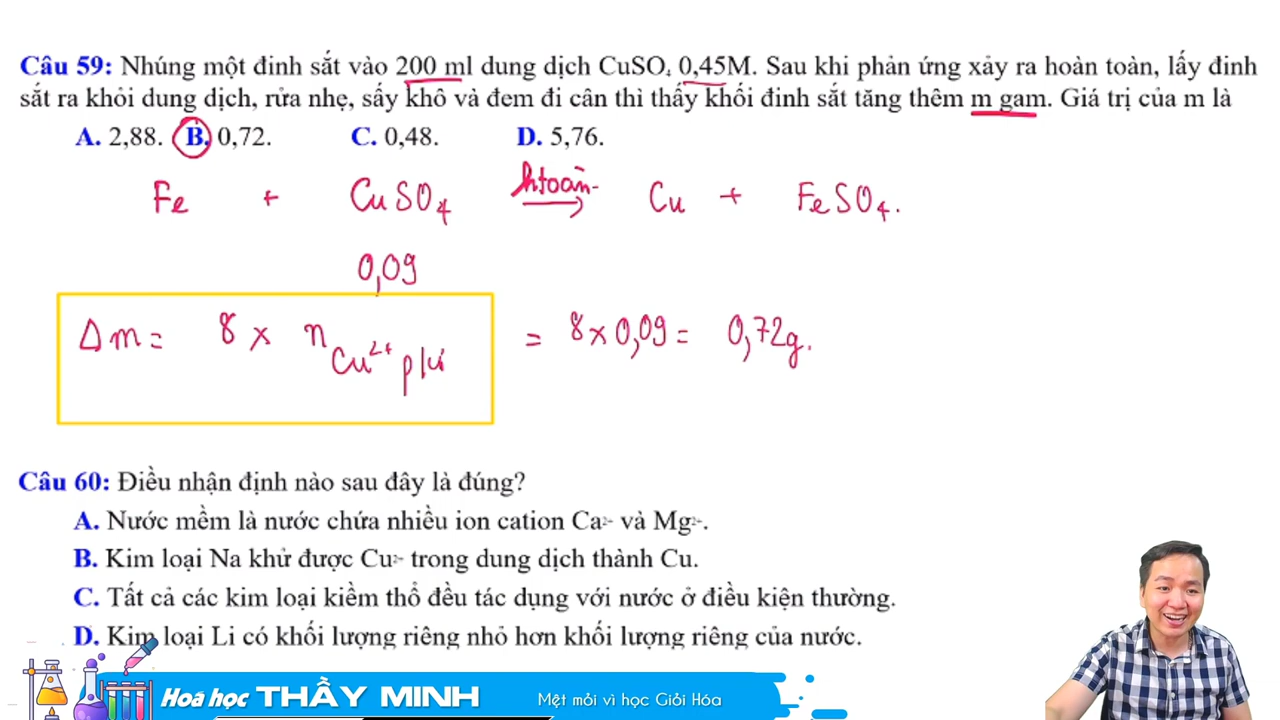 Câu 59: Nhúng một đinh sắt vào 200 ml dung dịch CuSO₄ 0,45M. Sau khi phản ứng xảy ra hoàn toàn, lấy đinh
sắt ra khỏi dung dịch, rửa nhẹ, sấy khô và đem đi cân thì thấy khối đinh sắt tăng thêm m gam. Giá trị của m là
A. 2,88. B. 0,72. C. 0,48. D. 5,76.
Fe + CuSO₄ htoàn → Cu + FeSO₄.
0,09
Δm = 8 × n Cu²⁺ pứ = 8 × 0,09 = 0,72g.
Câu 60: Điều nhận định nào sau đây là đúng?
A. Nước mềm là nước chứa nhiều ion cation Ca²⁺ và Mg²⁺.
B. Kim loại Na khử được Cu²⁺ trong dung dịch thành Cu.
C. Tất cả các kim loại kiềm thổ đều tác dụng với nước ở điều kiện thường.
D. Kim loại Li có khối lượng riêng nhỏ hơn khối lượng riêng của nước.
Hoá học THẦY MINH Mệt mỏi vì học Giỏi Hóa